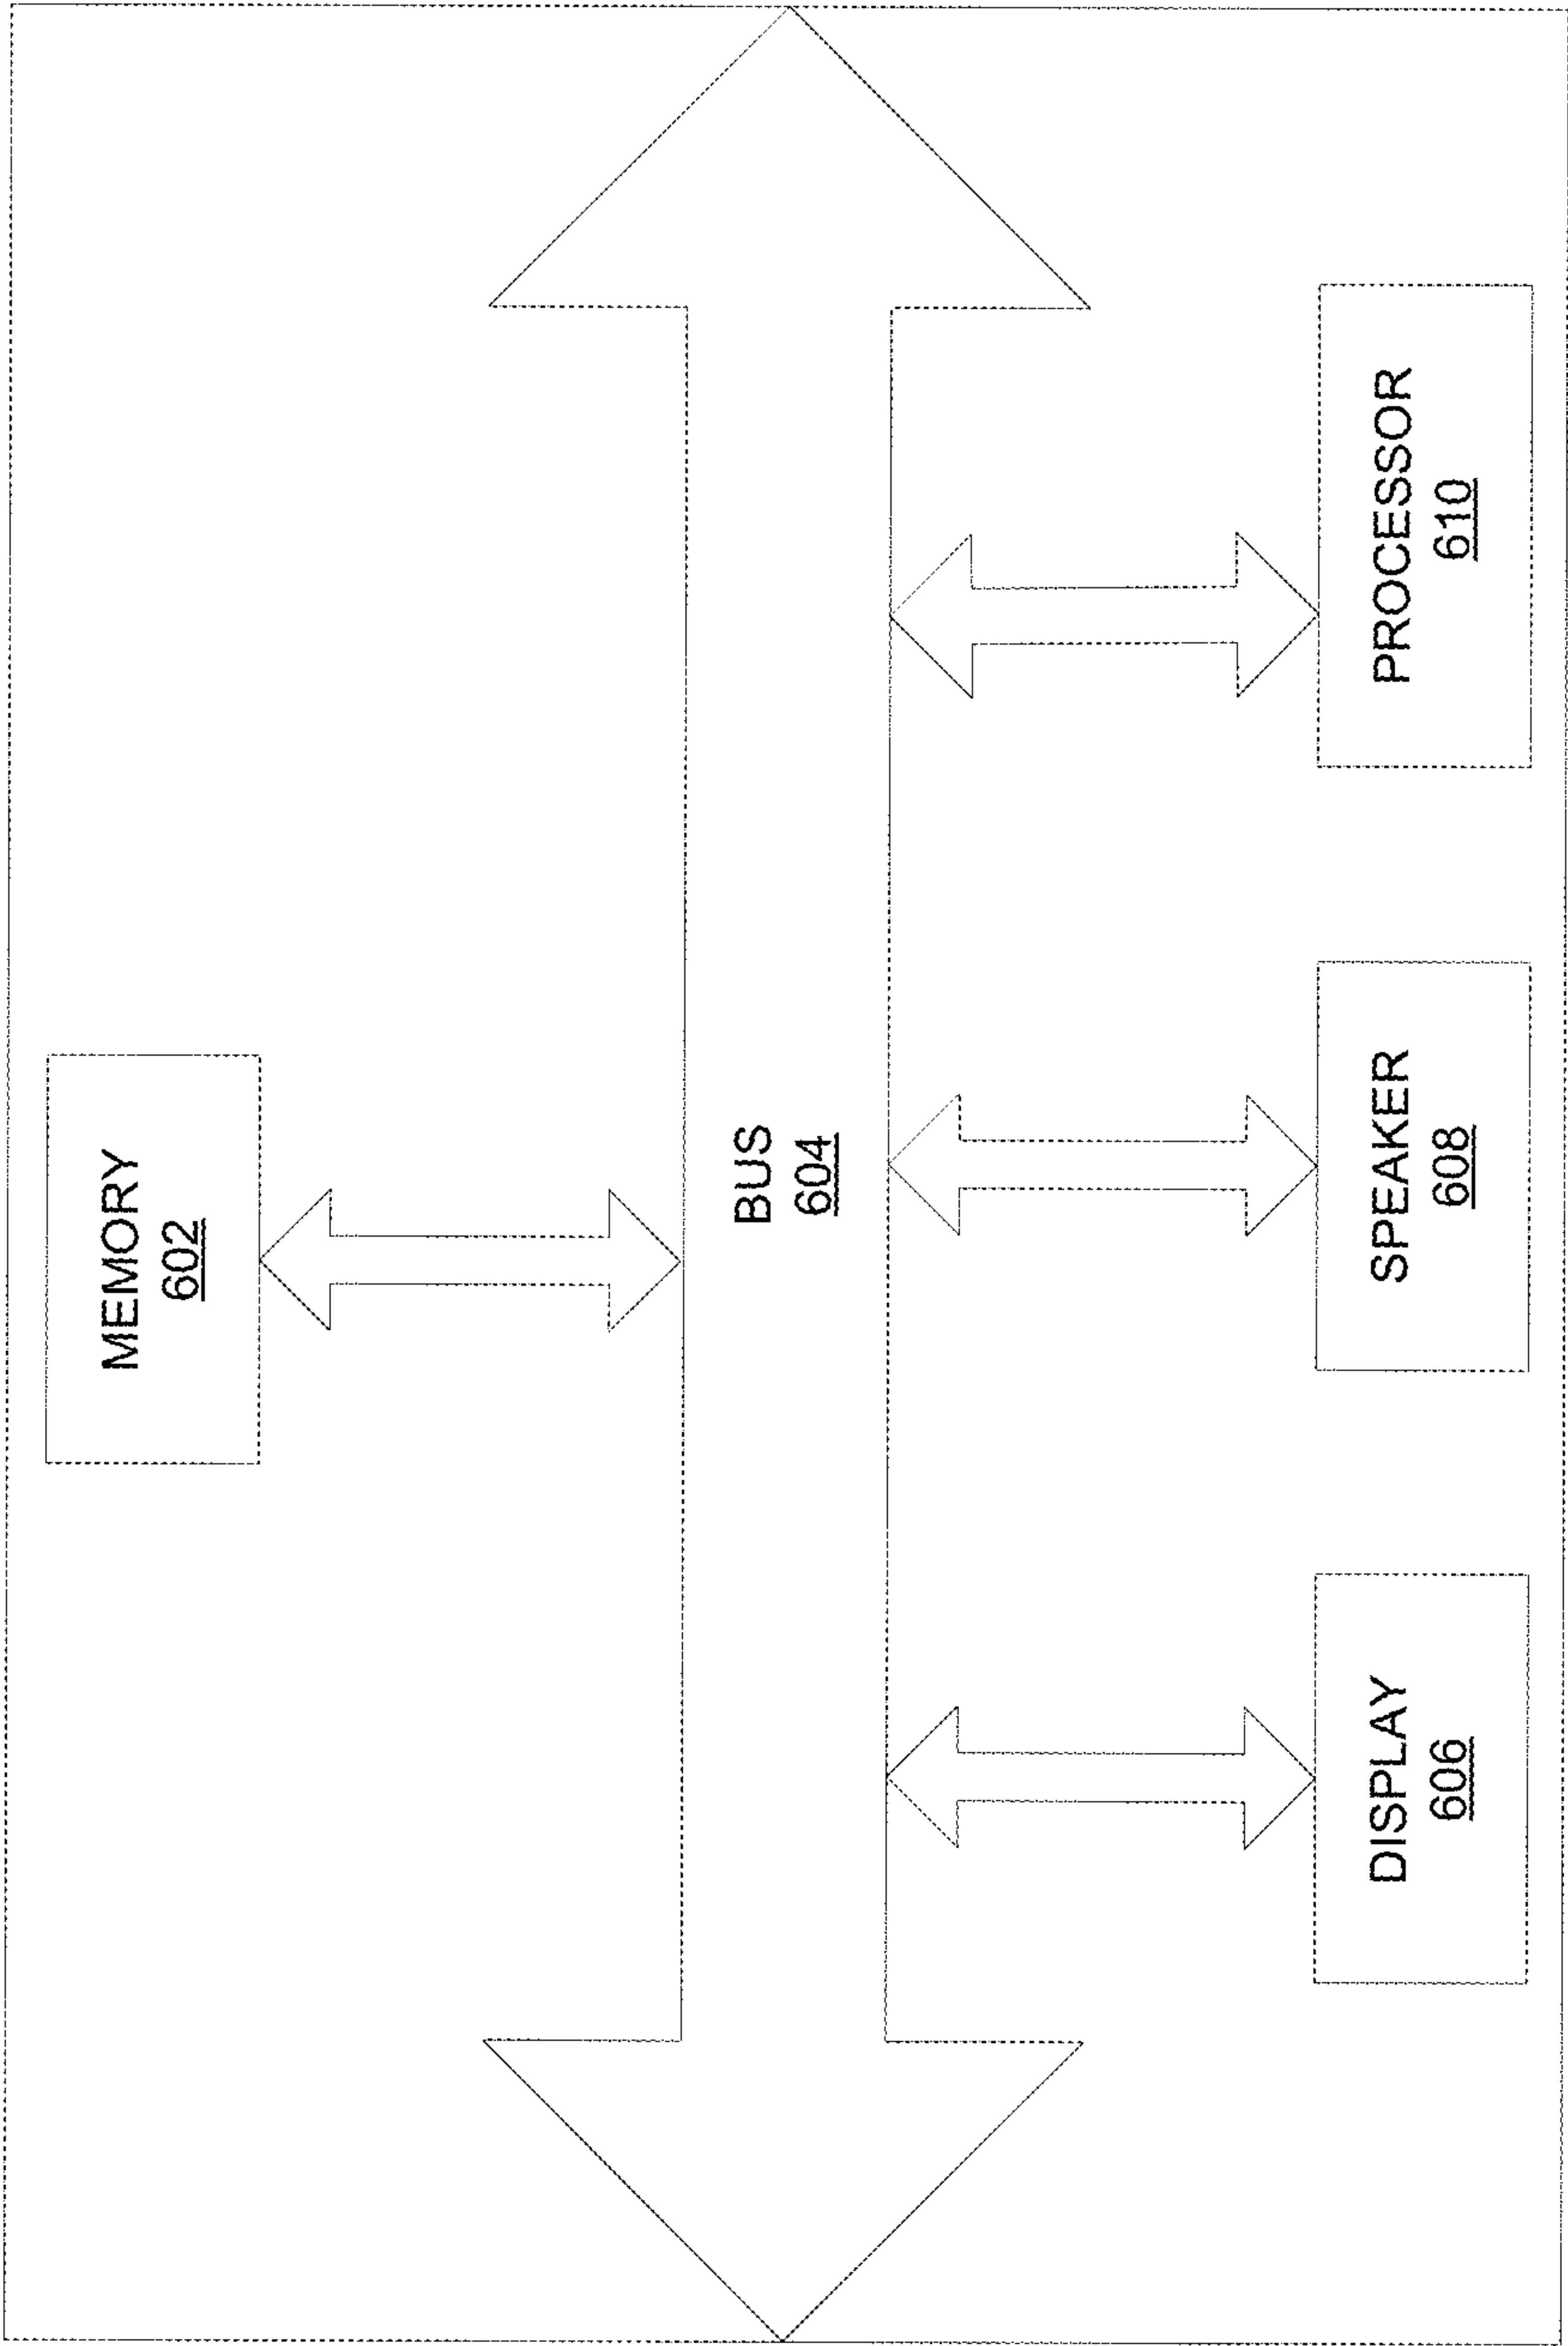 MEMORY
602
BUS
604
DISPLAY
606
SPEAKER
608
PROCESSOR
610